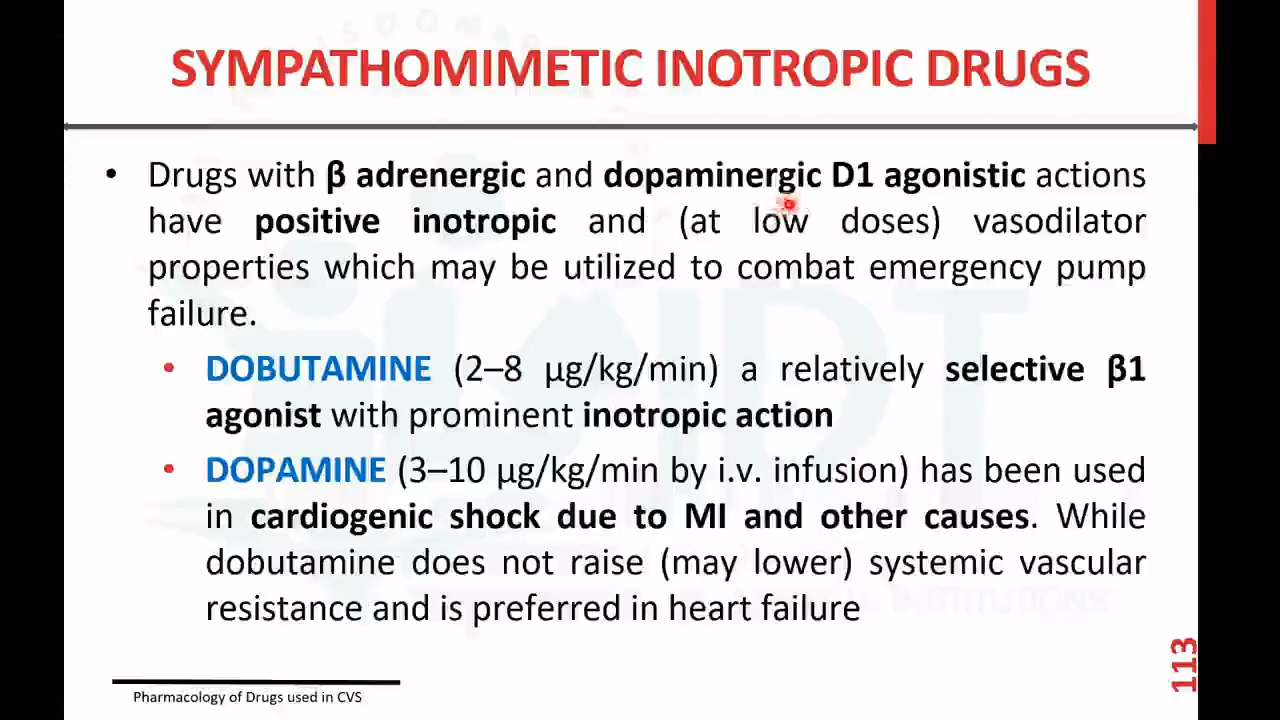 SYMPATHOMIMETIC INOTROPIC DRUGS
• Drugs with β adrenergic and dopaminergic D1 agonistic actions
have positive inotropic and (at low doses) vasodilator
properties which may be utilized to combat emergency pump
failure.
• DOBUTAMINE (2–8 μg/kg/min) a relatively selective β1
agonist with prominent inotropic action
• DOPAMINE (3–10 μg/kg/min by i.v. infusion) has been used
in cardiogenic shock due to MI and other causes. While
dobutamine does not raise (may lower) systemic vascular
resistance and is preferred in heart failure
INSTITUTIONS
Pharmacology of Drugs used in CVS
113